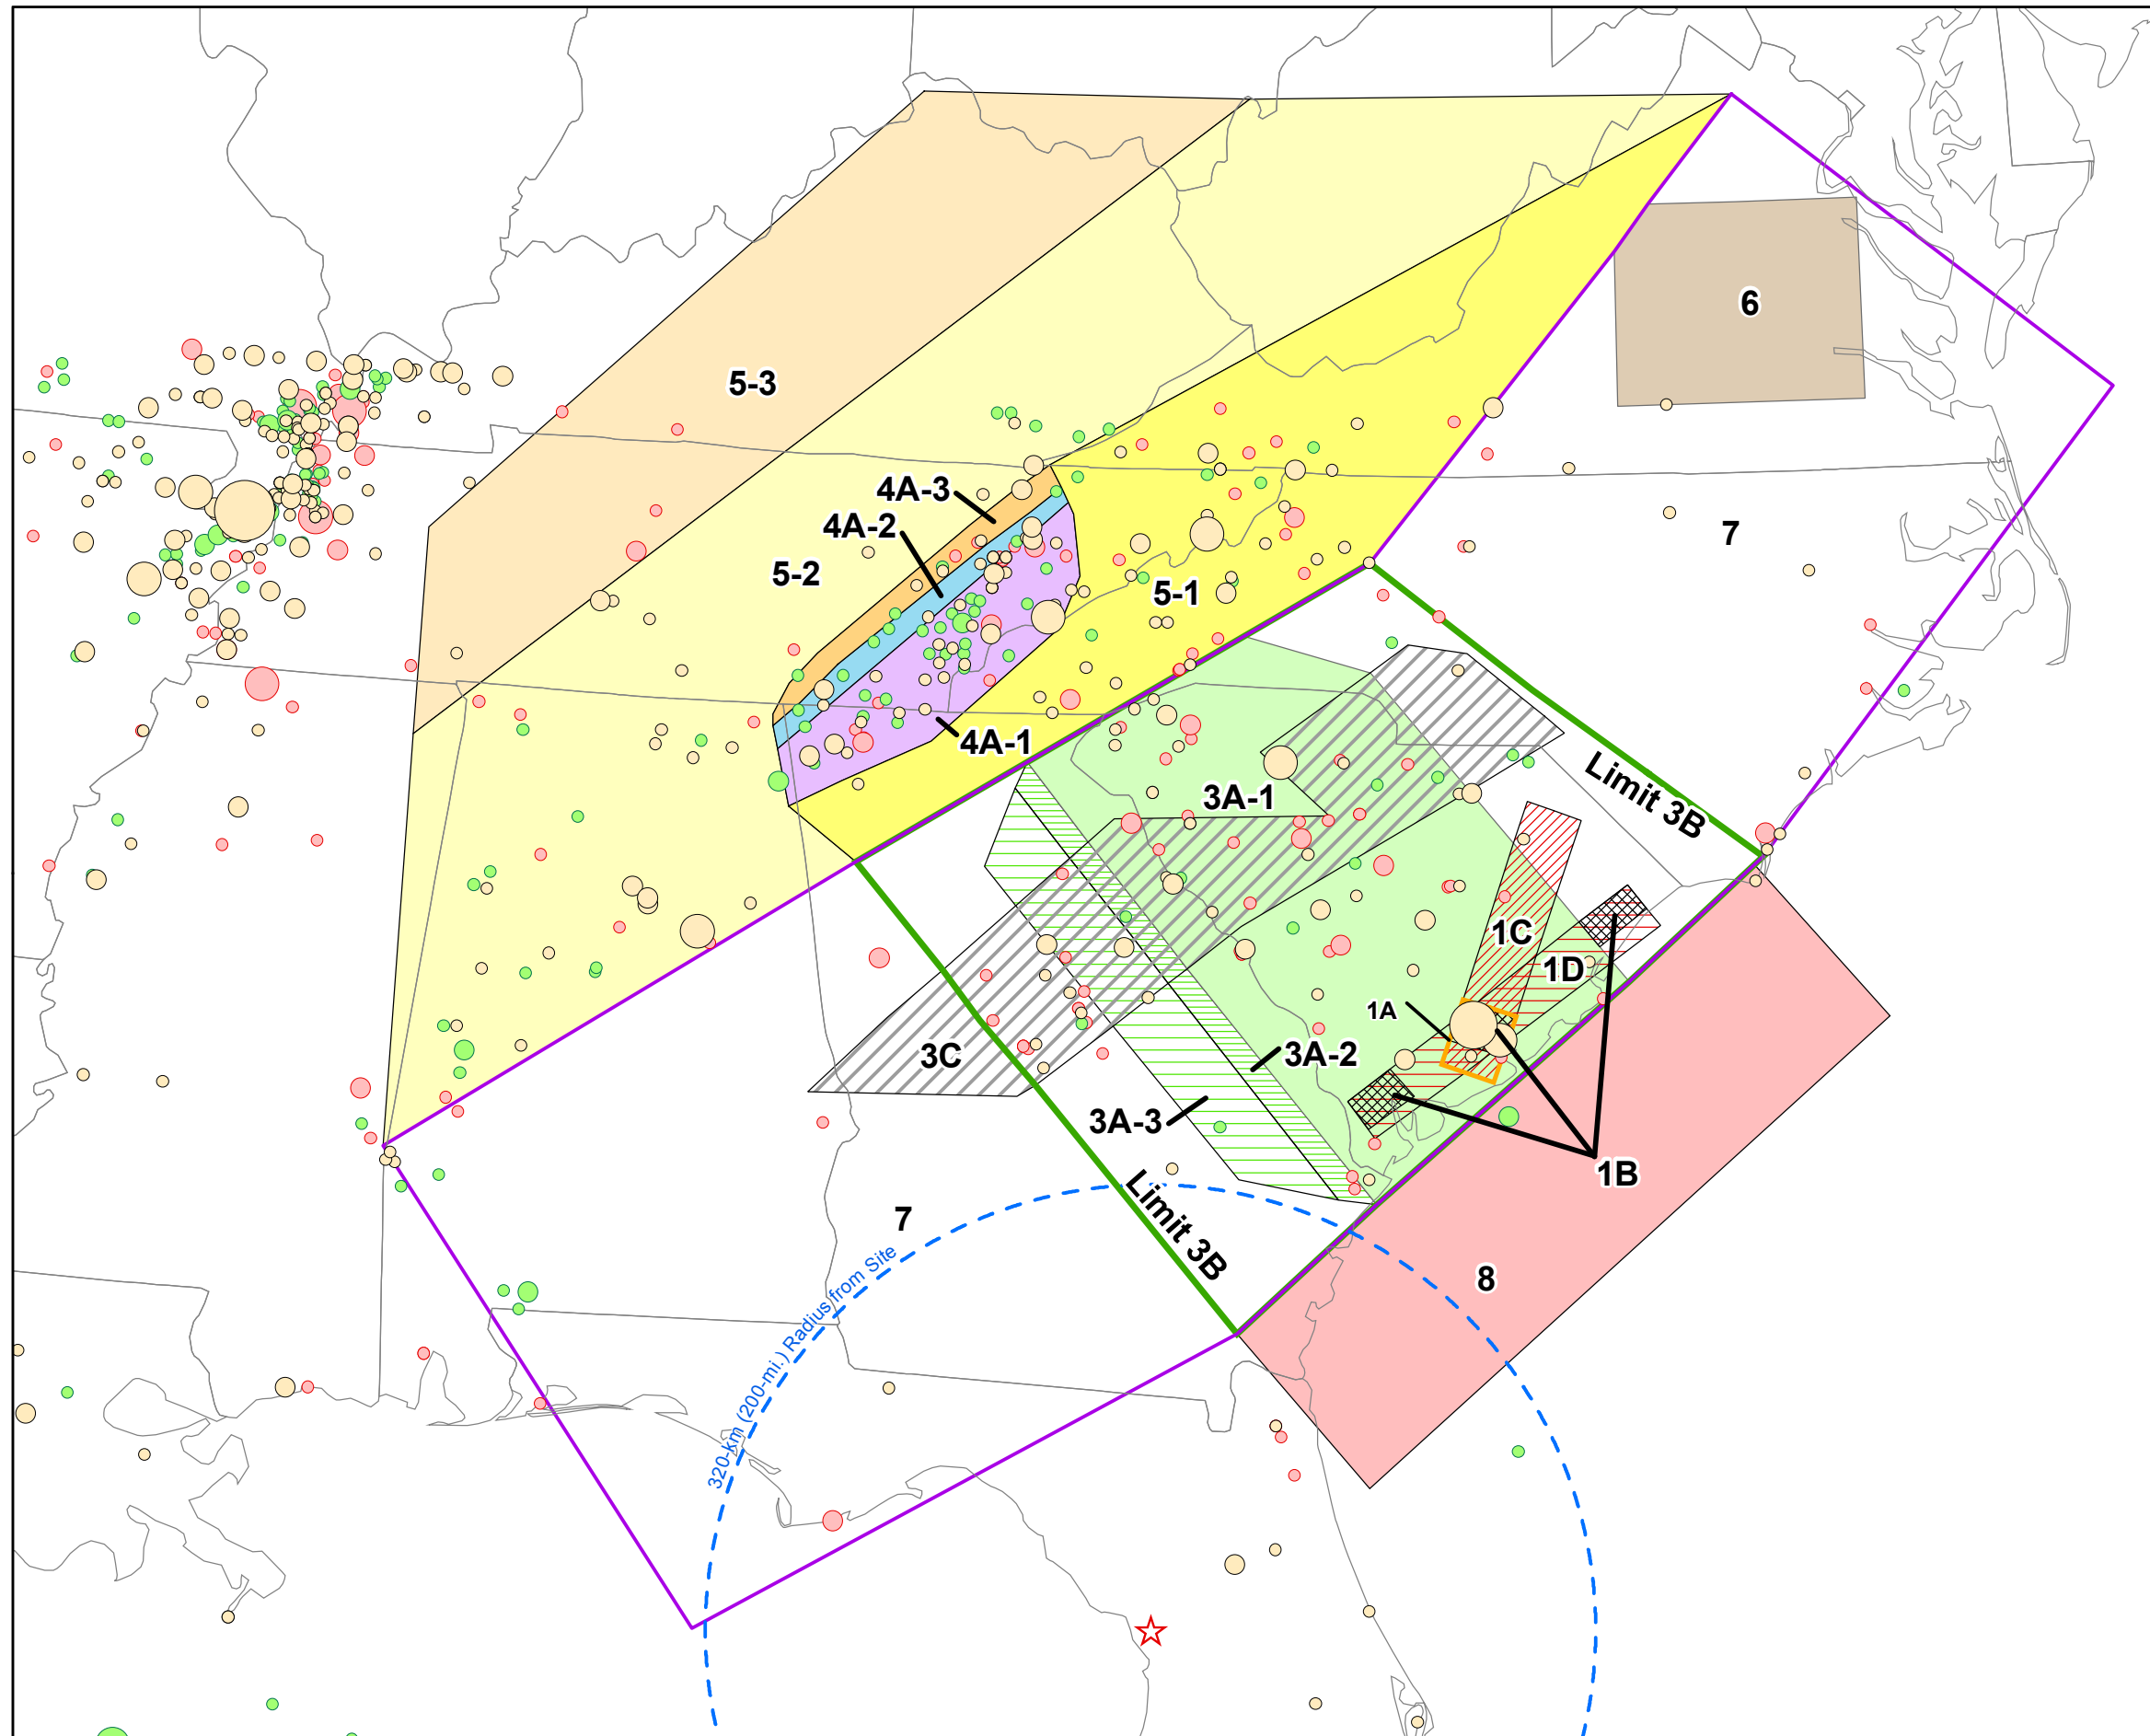 6
5-3
4A-3
4A-2
7
5-2
5-1
4A-1
3A-1
Limit 3B
1C
1D
1A
3C
3A-2
3A-3
1B
7
Limit 3B
8
320-km (200-mi.) Radius from Site